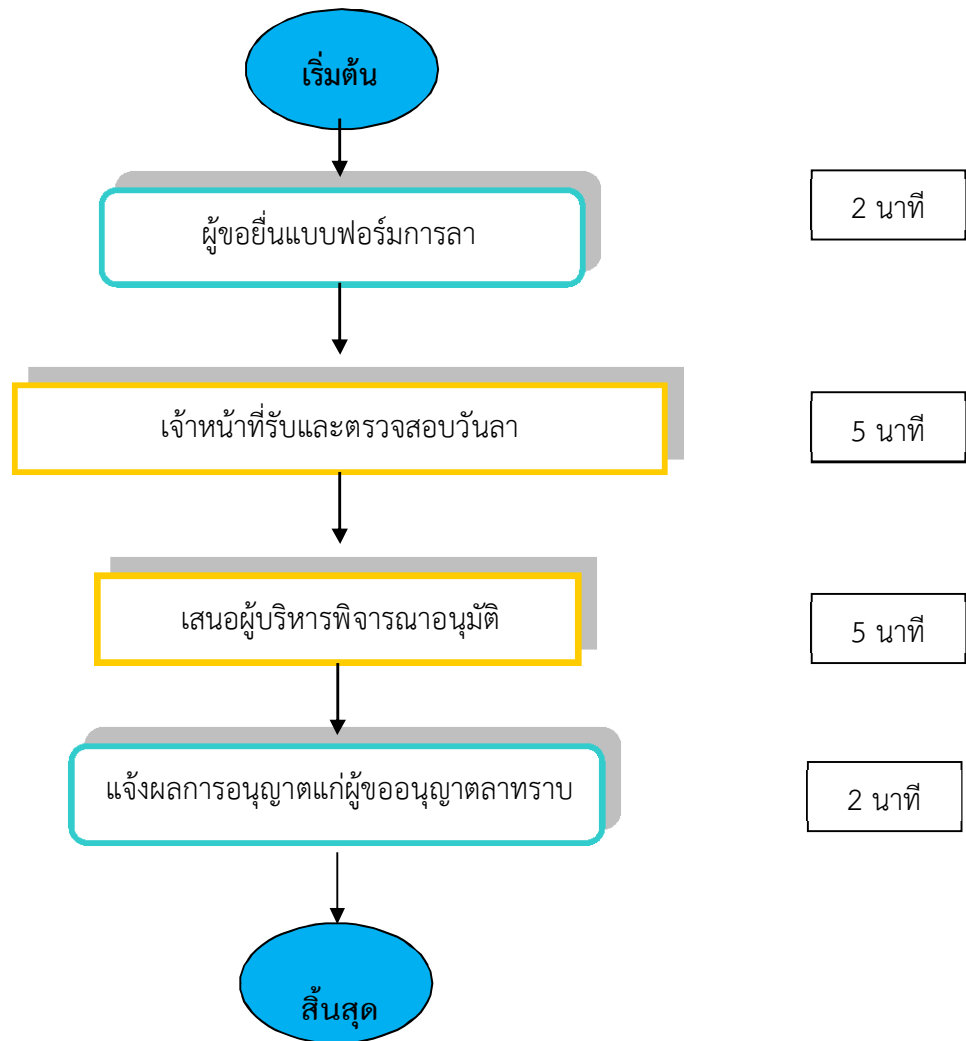 เริ่มต้น
ผู้ขอยื่นแบบฟอร์มการลา
2 นาที
เจ้าหน้าที่รับและตรวจสอบวันลา
5 นาที
เสนอผู้บริหารพิจารณาอนุมัติ
5 นาที
แจ้งผลการอนุญาตแก่ผู้ขออนุญาตลาทราบ
2 นาที
สิ้นสุด